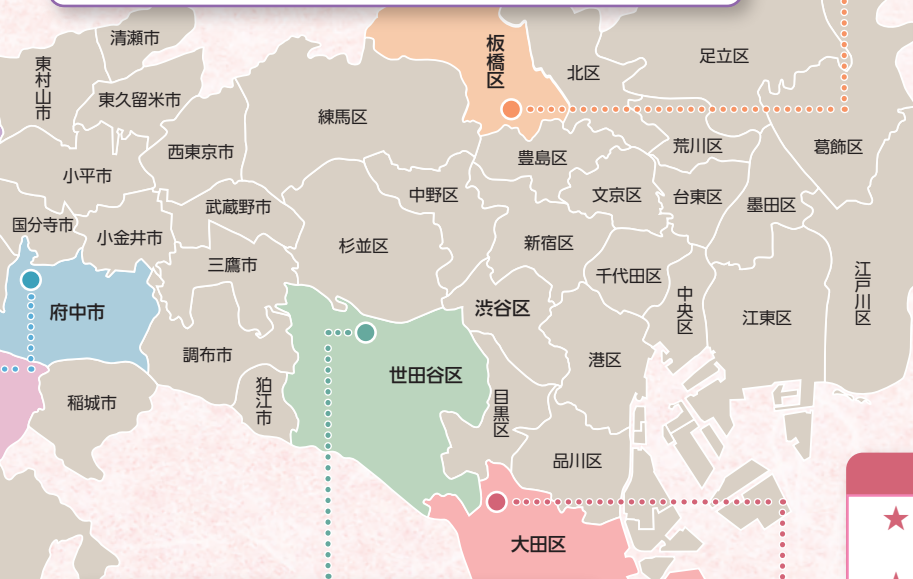 清瀬市
東村山市
東久留米市
板橋区
北区
足立区
練馬区
西東京市
豊島区
荒川区
葛飾区
小平市
中野区
文京区
台東区
墨田区
武蔵野市
国分寺市
小金井市
杉並区
新宿区
三鷹市
千代田区
江戸川区
府中市
渋谷区
中央区
江東区
調布市
港区
世田谷区
稲城市
狛江市
目黒区
品川区
大田区
★